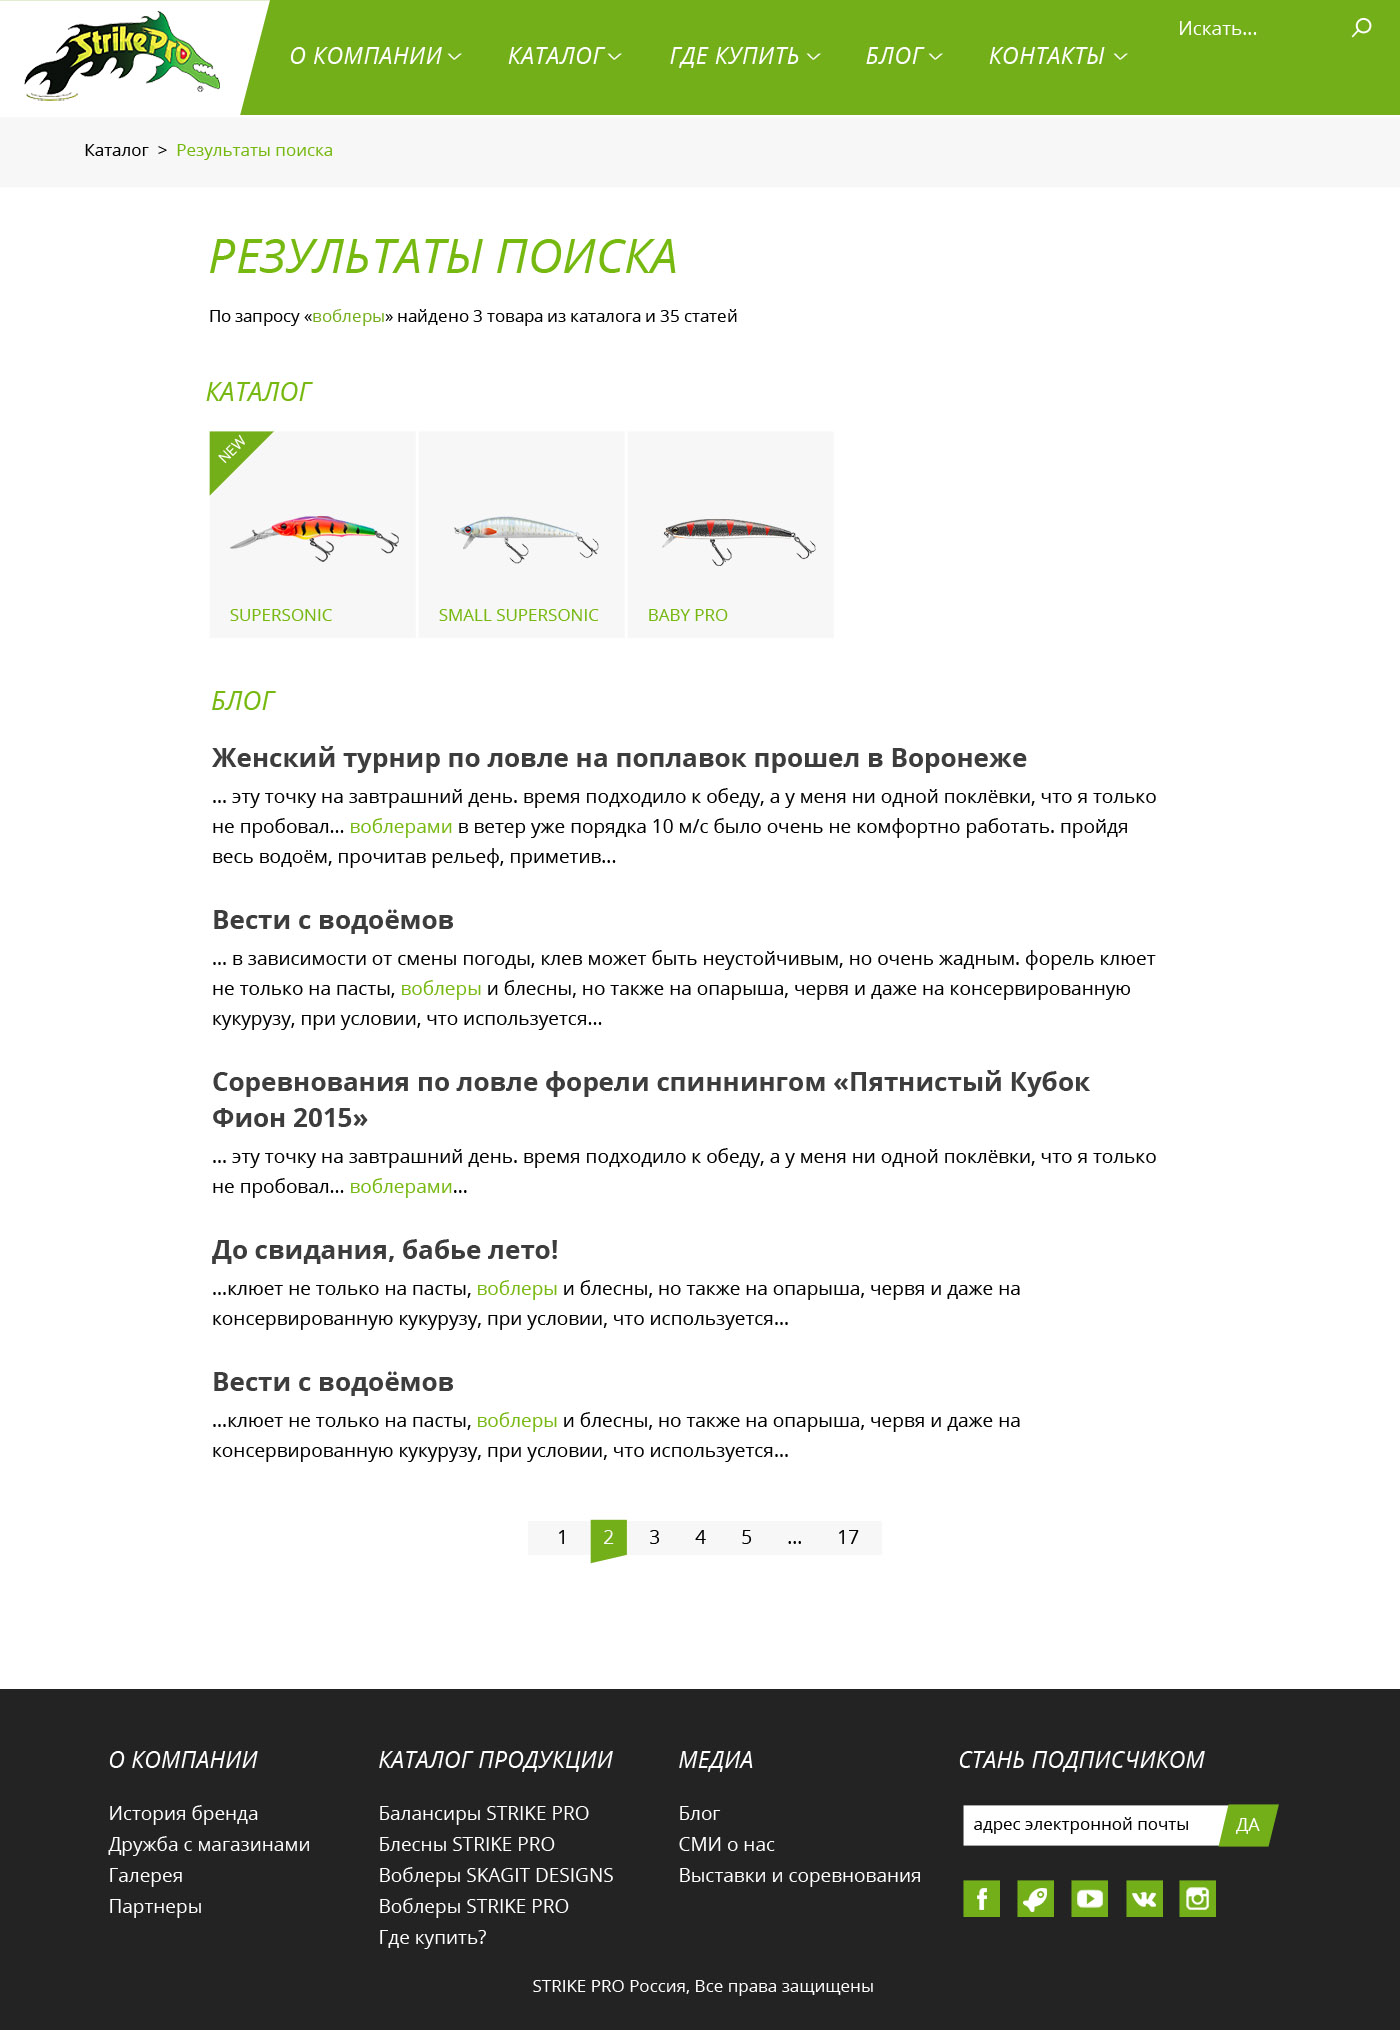 StrikePro
®
О КОМПАНИИ КАТАЛОГ ГДЕ КУПИТЬ БЛОГ КОНТАКТЫ
Искать...
Каталог > Результаты поиска
РЕЗУЛЬТАТЫ ПОИСКА
По запросу «воблеры» найдено 3 товара из каталога и 35 статей
КАТАЛОГ
NEW
SUPERSONIC
SMALL SUPERSONIC
BABY PRO
БЛОГ
Женский турнир по ловле на поплавок прошел в Воронеже
... эту точку на завтрашний день. время подходило к обеду, а у меня ни одной поклёвки, что я только
не пробовал... воблерами в ветер уже порядка 10 м/с было очень не комфортно работать. пройдя
весь водоём, прочитав рельеф, приметив...
Вести с водоёмов
... в зависимости от смены погоды, клев может быть неустойчивым, но очень жадным. форель клюет
не только на пасты, воблеры и блесны, но также на опарыша, червя и даже на консервированную
кукурузу, при условии, что используется...
Соревнования по ловле форели спиннингом «Пятнистый Кубок
Фион 2015»
... эту точку на завтрашний день. время подходило к обеду, а у меня ни одной поклёвки, что я только
не пробовал... воблерами...
До свидания, бабье лето!
...клюет не только на пасты, воблеры и блесны, но также на опарыша, червя и даже на
консервированную кукурузу, при условии, что используется...
Вести с водоёмов
...клюет не только на пасты, воблеры и блесны, но также на опарыша, червя и даже на
консервированную кукурузу, при условии, что используется...
1 2 3 4 5 ... 17
О КОМПАНИИ
История бренда
Дружба с магазинами
Галерея
Партнеры
КАТАЛОГ ПРОДУКЦИИ
Балансиры STRIKE PRO
Блесны STRIKE PRO
Воблеры SKAGIT DESIGNS
Воблеры STRIKE PRO
Где купить?
МЕДИА
Блог
СМИ о нас
Выставки и соревнования
СТАНЬ ПОДПИСЧИКОМ
адрес электронной почты ДА
STRIKE PRO Россия, Все права защищены